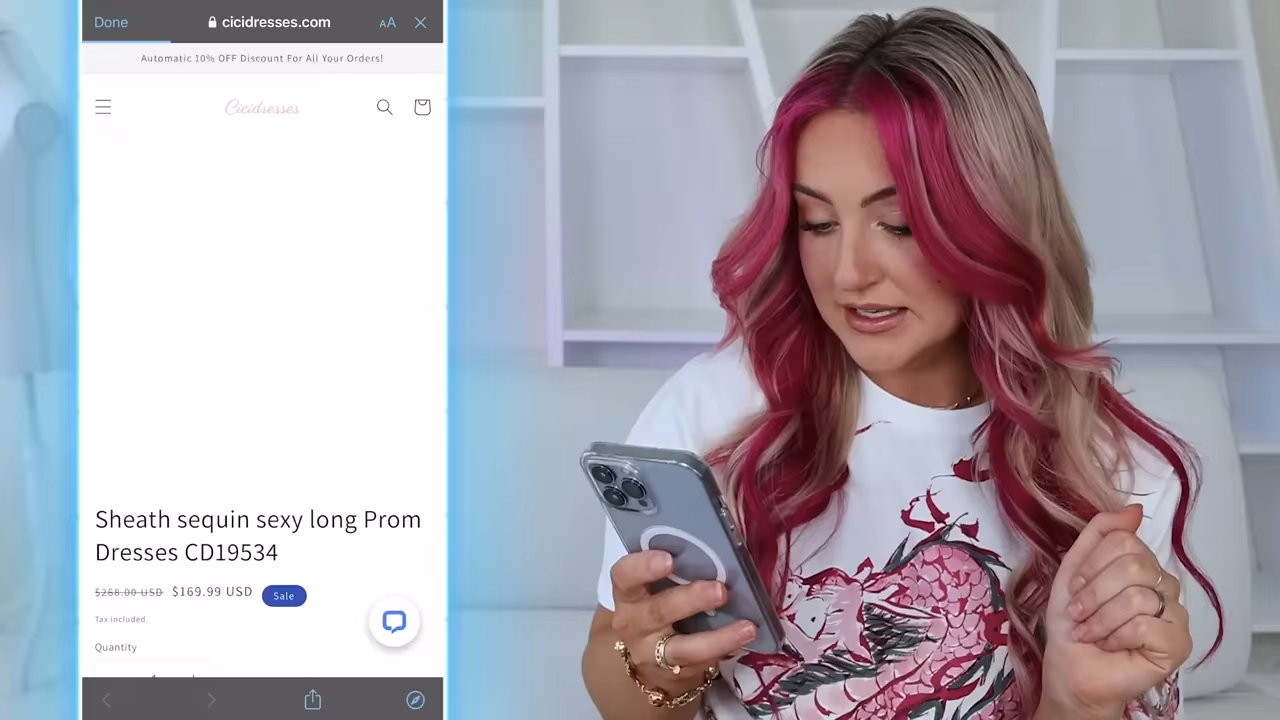 Done
cicidresses.com
AA
Automatic 10% OFF Discount For All Your Orders!
Cicidresses
Sheath sequin sexy long Prom
Dresses CD19534
$268.00 USD $169.99 USD Sale
Tax included.
Quantity